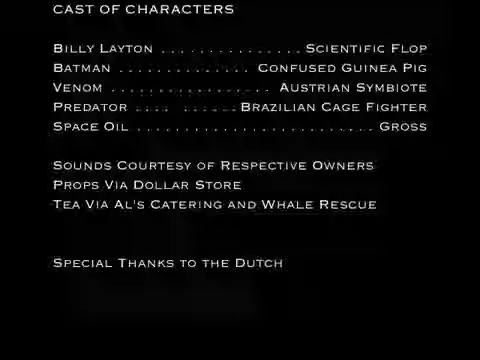 CAST OF CHARACTERS
BILLY LAYTON . . . . . . . . . . . . . . . SCIENTIFIC FLOP
BATMAN . . . . . . . . . . . . . . CONFUSED GUINEA PIG
VENOM . . . . . . . . . . . . . . . . . . AUSTRIAN SYMBIOTE
PREDATOR . . . . . . . . . . BRAZILIAN CAGE FIGHTER
SPACE OIL . . . . . . . . . . . . . . . . . . . . . . . . . GROSS
SOUNDS COURTESY OF RESPECTIVE OWNERS
PROPS VIA DOLLAR STORE
TEA VIA AL'S CATERING AND WHALE RESCUE
SPECIAL THANKS TO THE DUTCH